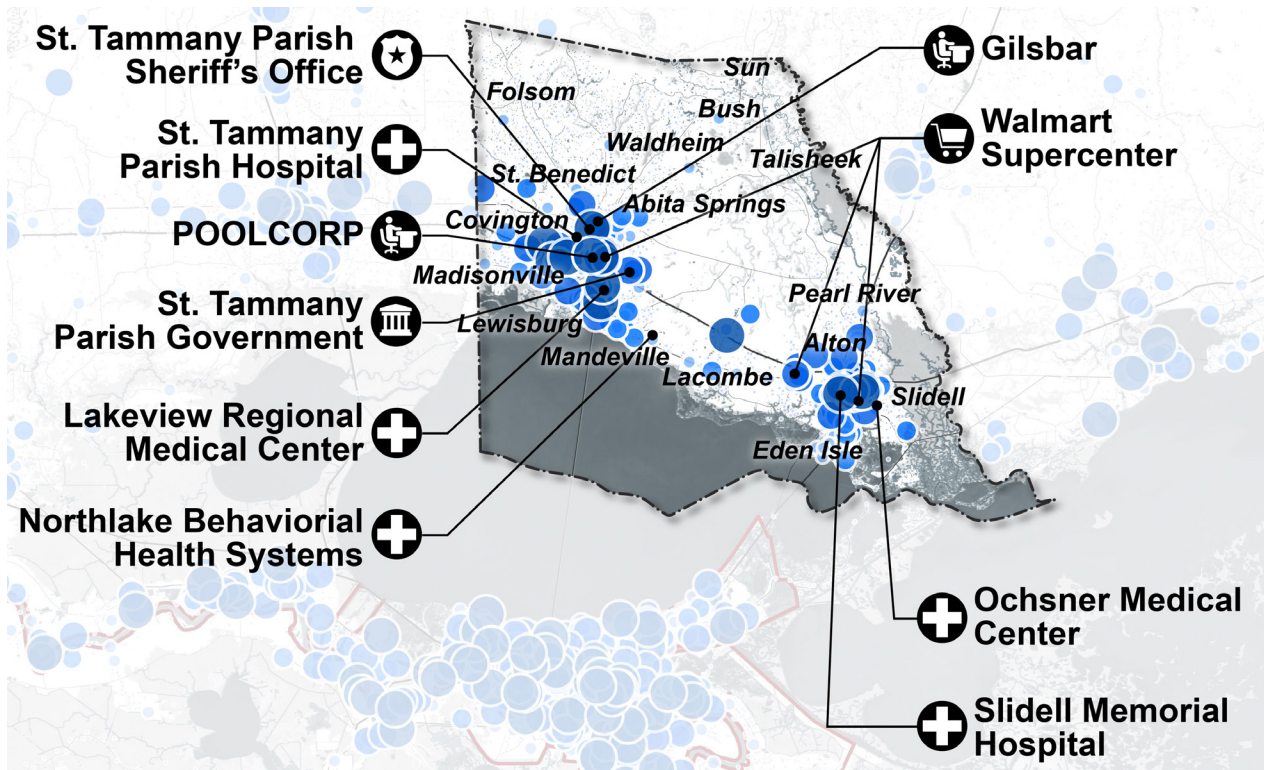 St. Tammany Parish
Sheriff's Office
St. Tammany
Parish Hospital
POOLCORP
St. Tammany
Parish Government
Lakeview Regional
Medical Center
Northlake Behaviorial
Health Systems
Sun
Folsom
Bush
Waldheim
Talisheek
St. Benedict
Abita Springs
Covington
Madisonville
Pearl River
Lewisburg
Alton
Mandeville
Lacombe
Slidell
Eden Isle
Gilsbar
Walmart
Supercenter
Ochsner Medical
Center
Slidell Memorial
Hospital